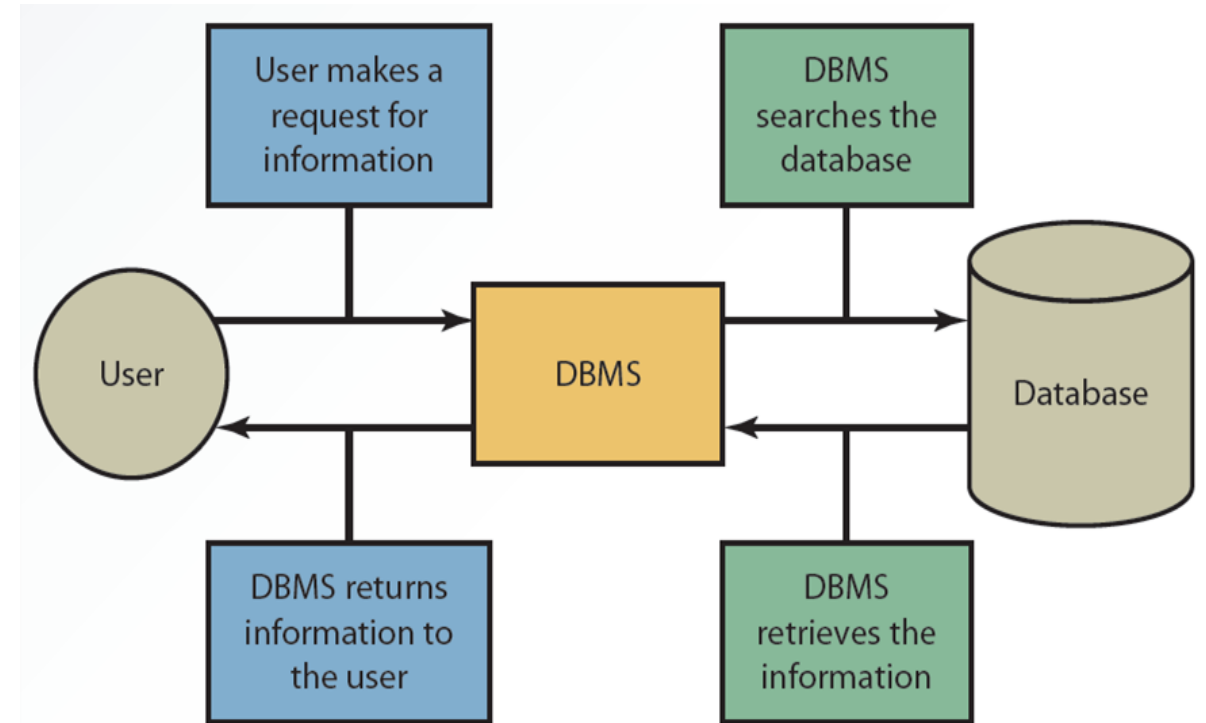 User makes a
request for
information
DBMS
searches the
database
User
DBMS
Database
DBMS returns
information to
the user
DBMS
retrieves the
information